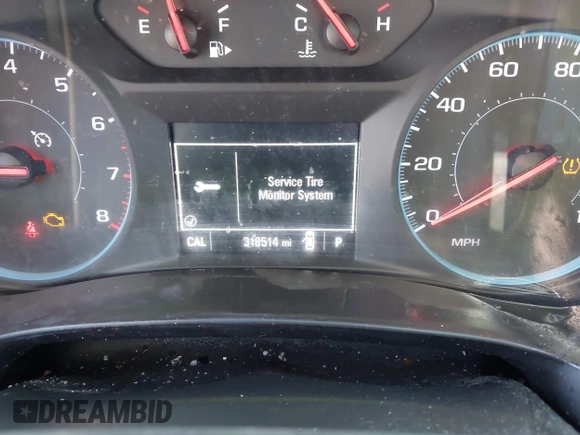 E F C H
4 5 6 7 8
Service Tire
Monitor System
CAL 318514 mi P
0 20 40 60 80
MPH
DREAMBID